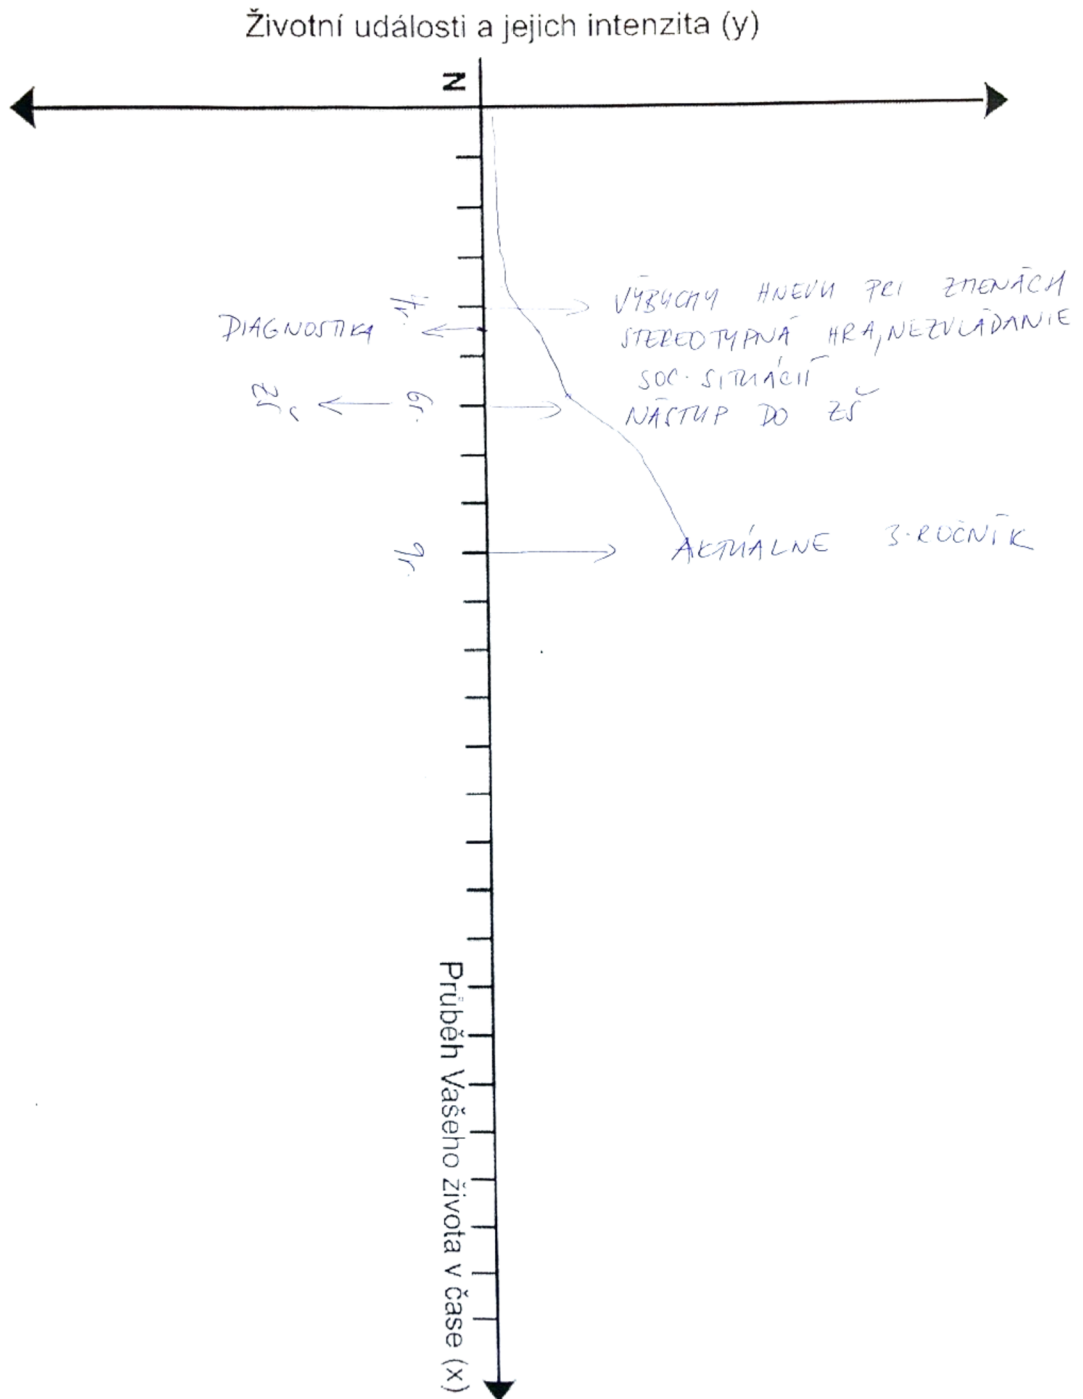 Životní události a jejich intenzita (y)
N
4r.
VÝBUCHY HNEVU PRI ZMENÁCH
DIAGNOSTIKA
STEREOTYPNÁ HRA, NEZVLÁDANIE
SOC. SITUÁCIÍ
ZŠ
6r.
NÁSTUP DO ZŠ
9r.
AKTUÁLNE 3. ROČNÍK
Průběh Vašeho života v čase (x)